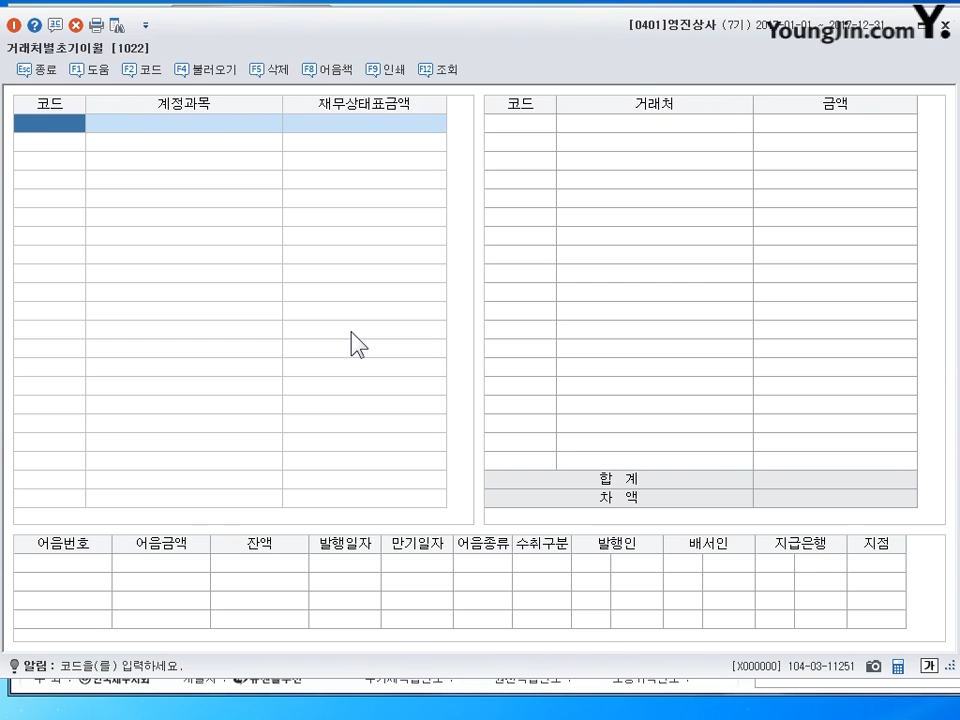 [0401]영진상사 (7기) 2017-01-01 ~ 2017-12-31
YoungJin.com Y.
거래처별초기이월 [1022]
Esc 종료 F1 도움 F2 코드 F4 불러오기 F5 삭제 F8 어음책 F9 인쇄 F12 조회
코드 계정과목 재무상태표금액 코드 거래처 금액
합 계
차 액
어음번호 어음금액 잔액 발행일자 만기일자 어음종류 수취구분 발행인 배서인 지급은행 지점
알림 : 코드을(를) 입력하세요. [X000000] 104-03-11251 가